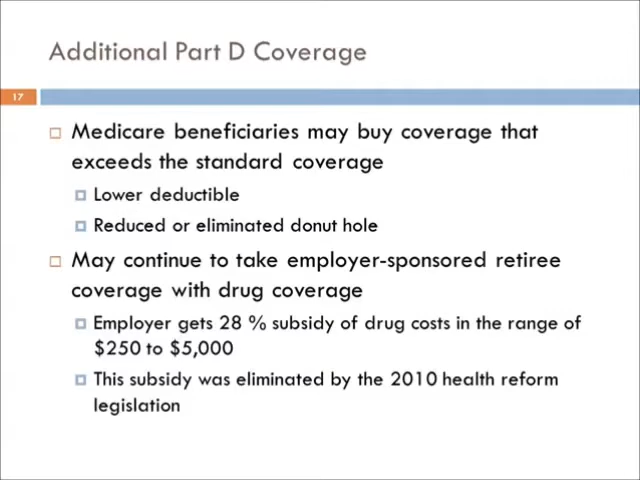 Additional Part D Coverage
17
Medicare beneficiaries may buy coverage that
exceeds the standard coverage
Lower deductible
Reduced or eliminated donut hole
May continue to take employer-sponsored retiree
coverage with drug coverage
Employer gets 28 % subsidy of drug costs in the range of
$250 to $5,000
This subsidy was eliminated by the 2010 health reform
legislation